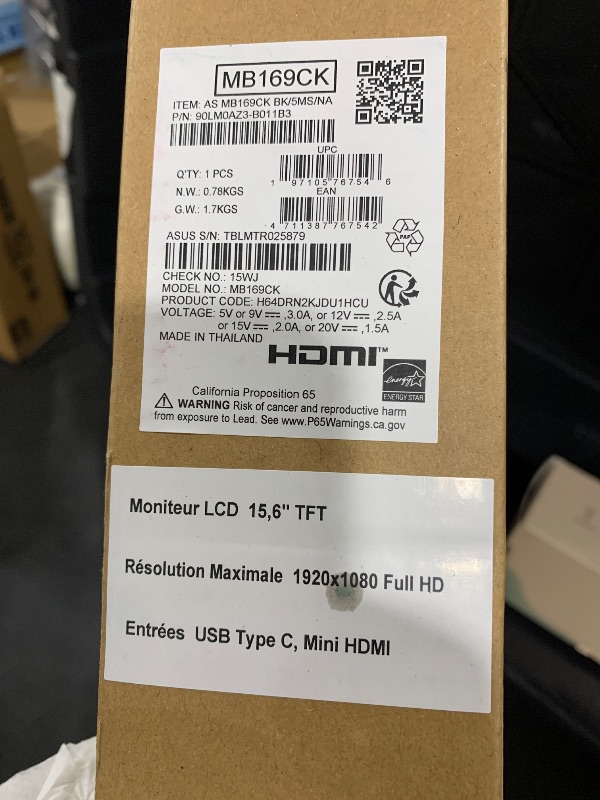 MB169CK
ITEM: AS MB169CK BK/5MS/NA
P/N: 90LM0AZ3-B011B3
UPC
Q'TY: 1 PCS
1 97105 76754 6
N.W.: 0.78KGS
EAN
G.W.: 1.7KGS
4 711387 767542
ASUS S/N: TBLMTR025879
PAP
CHECK NO.: 15WJ
MODEL NO.: MB169CK
PRODUCT CODE: H64DRN2KJDU1HCU
VOLTAGE: 5V or 9V ⎓ ,3.0A, or 12V ⎓ ,2.5A
or 15V ⎓ ,2.0A, or 20V ⎓ ,1.5A
MADE IN THAILAND
HDMI™
energy
ENERGY STAR
California Proposition 65
⚠ WARNING Risk of cancer and reproductive harm
from exposure to Lead. See www.P65Warnings.ca.gov
Moniteur LCD 15,6" TFT
Résolution Maximale 1920x1080 Full HD
Entrées USB Type C, Mini HDMI